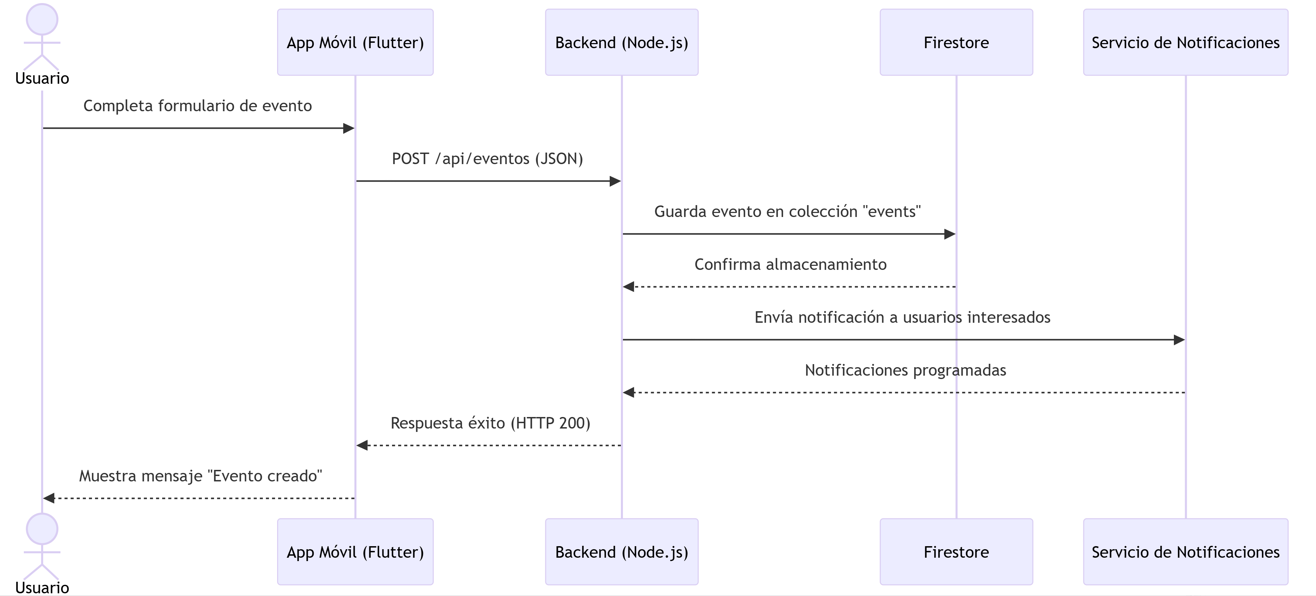 Usuario
App Móvil (Flutter)
Backend (Node.js)
Firestore
Servicio de Notificaciones
Completa formulario de evento
POST /api/eventos (JSON)
Guarda evento en colección "events"
Confirma almacenamiento
Envía notificación a usuarios interesados
Notificaciones programadas
Respuesta éxito (HTTP 200)
Muestra mensaje "Evento creado"
Usuario
App Móvil (Flutter)
Backend (Node.js)
Firestore
Servicio de Notificaciones